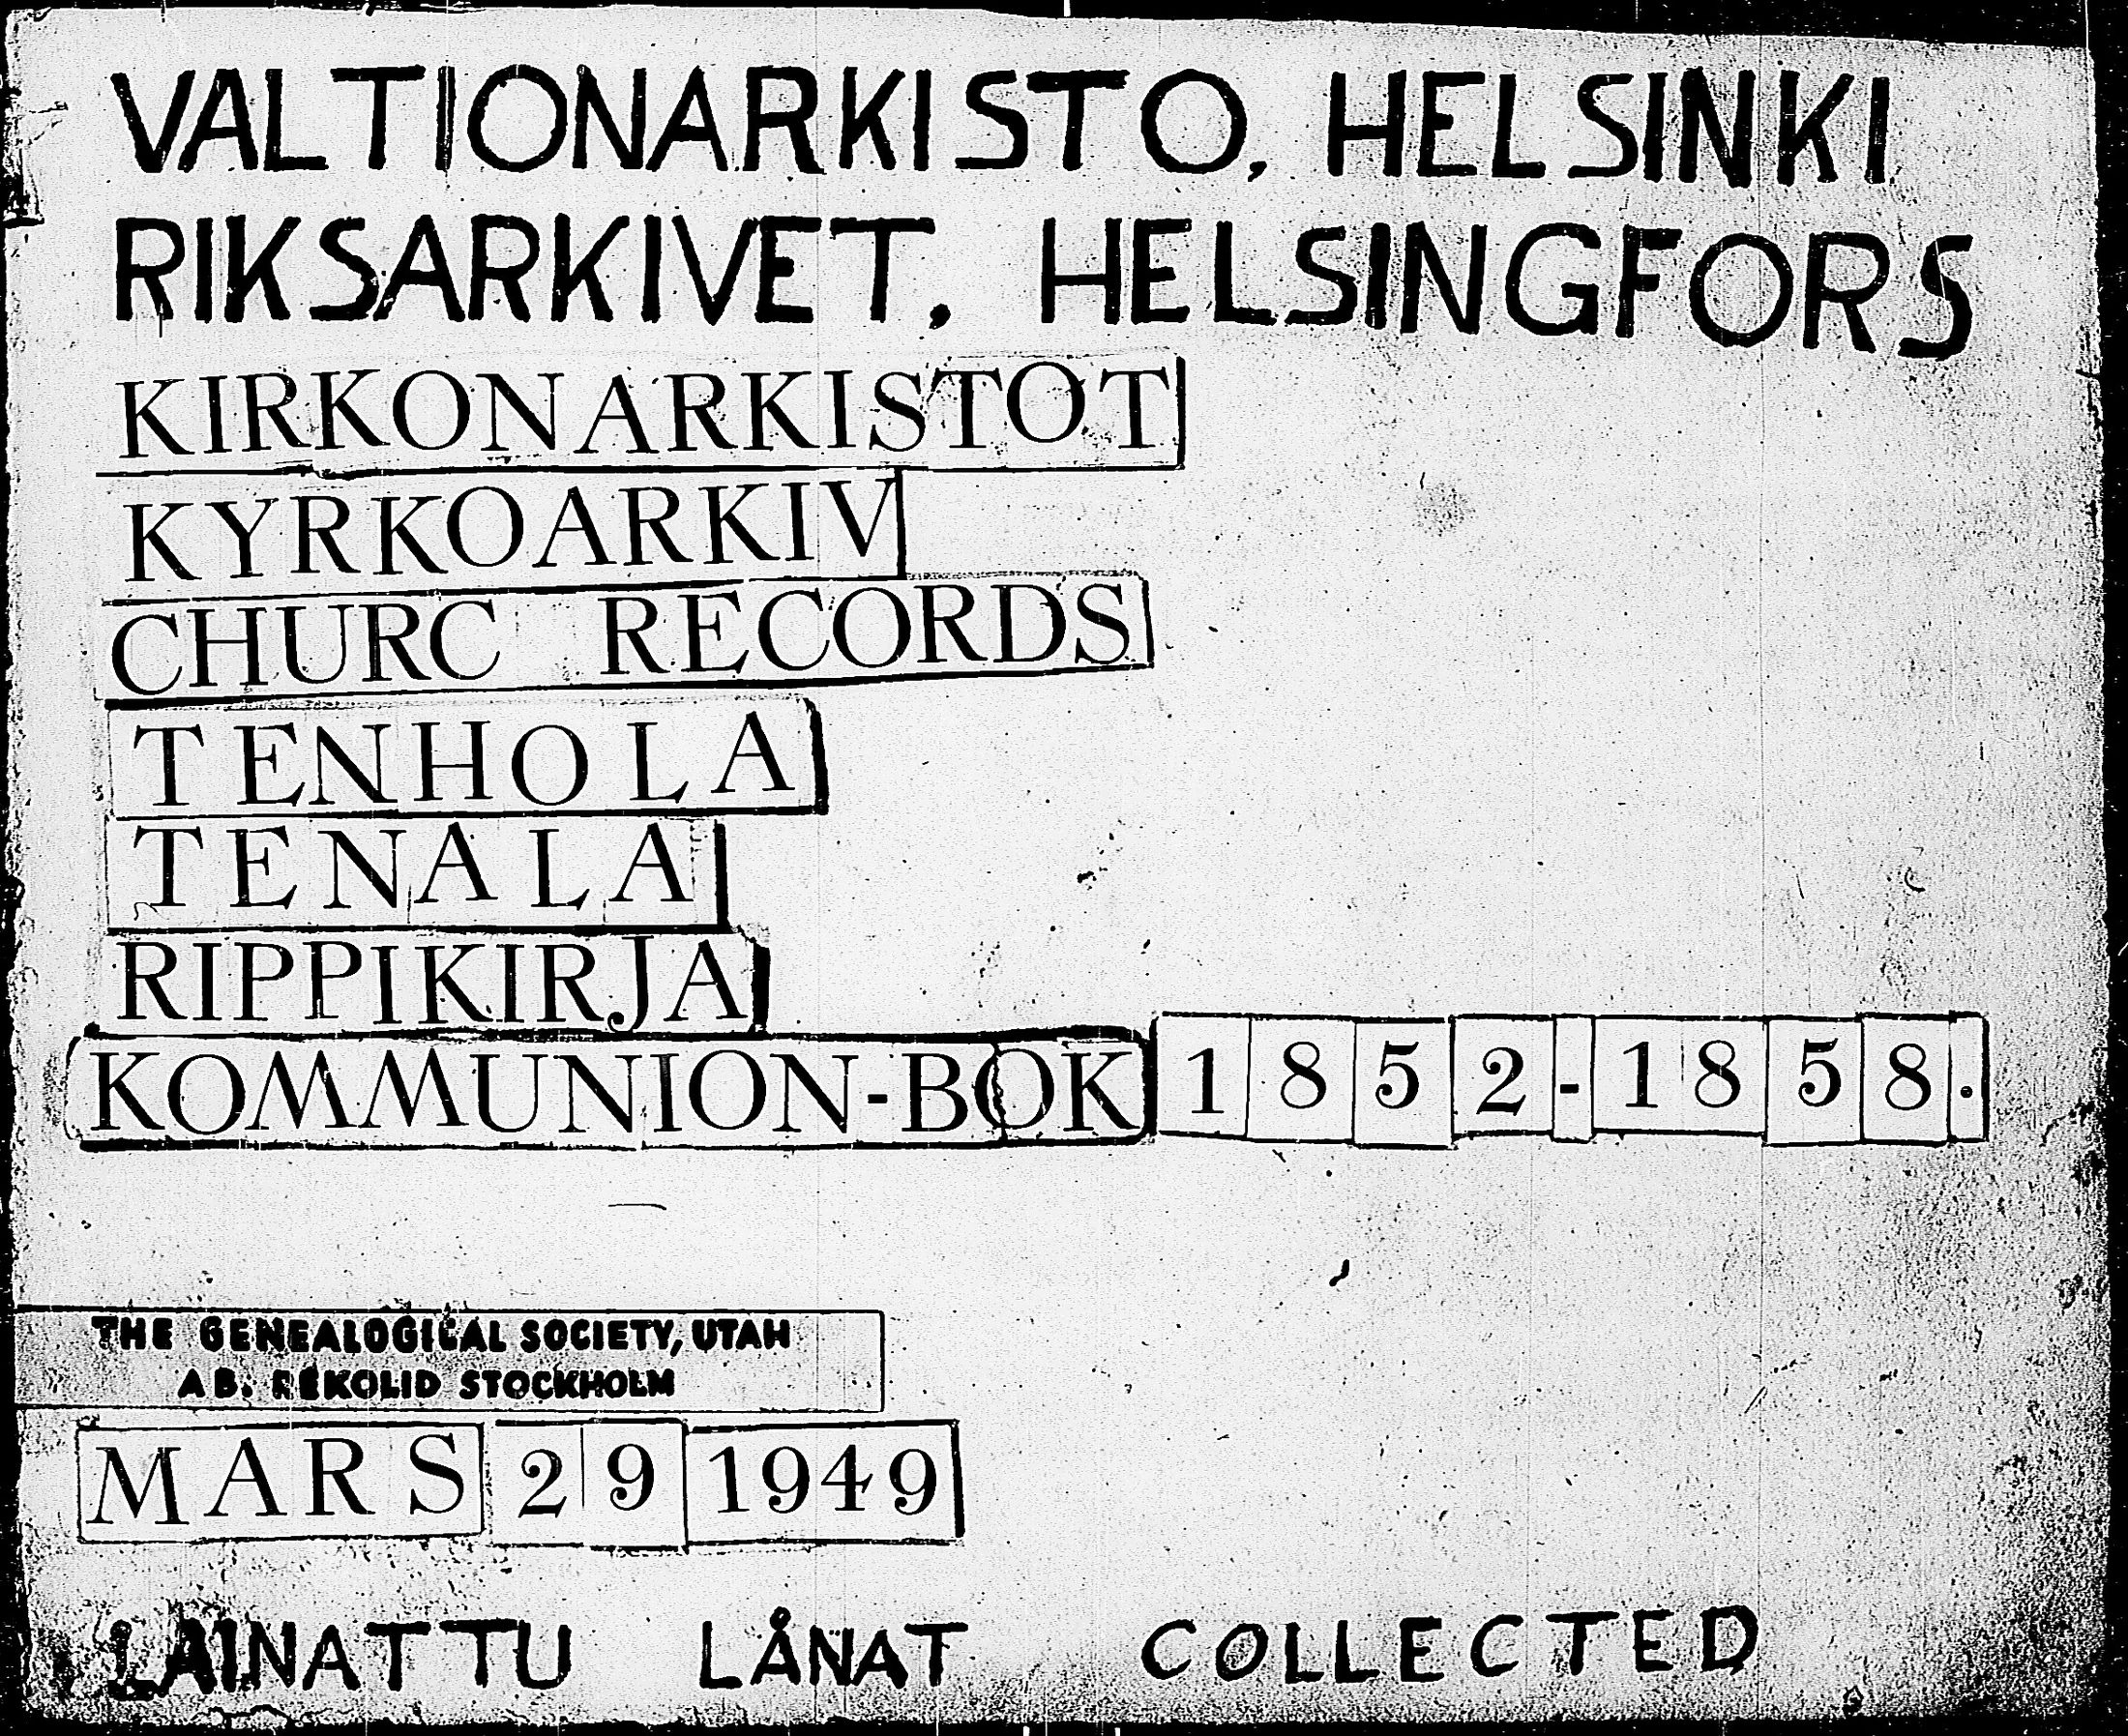 VALTIONARKISTO, HELSINKI
RIKSARKIVET, HELSINGFORS
KIRKONARKISTOT
KYRKOARKIV
CHURC RECORDS
TENHOLA
TENALA
RIPPIKIRJA
KOMMUNION-BOK 1852-1858.
THE GENEALOGICAL SOCIETY, UTAH
AB. REKOLID STOCKHOLM
MARS 29 1949
LAINATTU LÅNAT COLLECTED